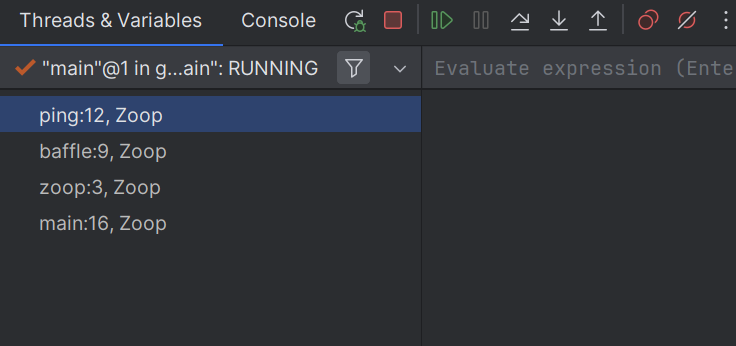 Threads & Variables Console
"main"@1 in g...ain": RUNNING
Evaluate expression (Ente
ping:12, Zoop
baffle:9, Zoop
zoop:3, Zoop
main:16, Zoop